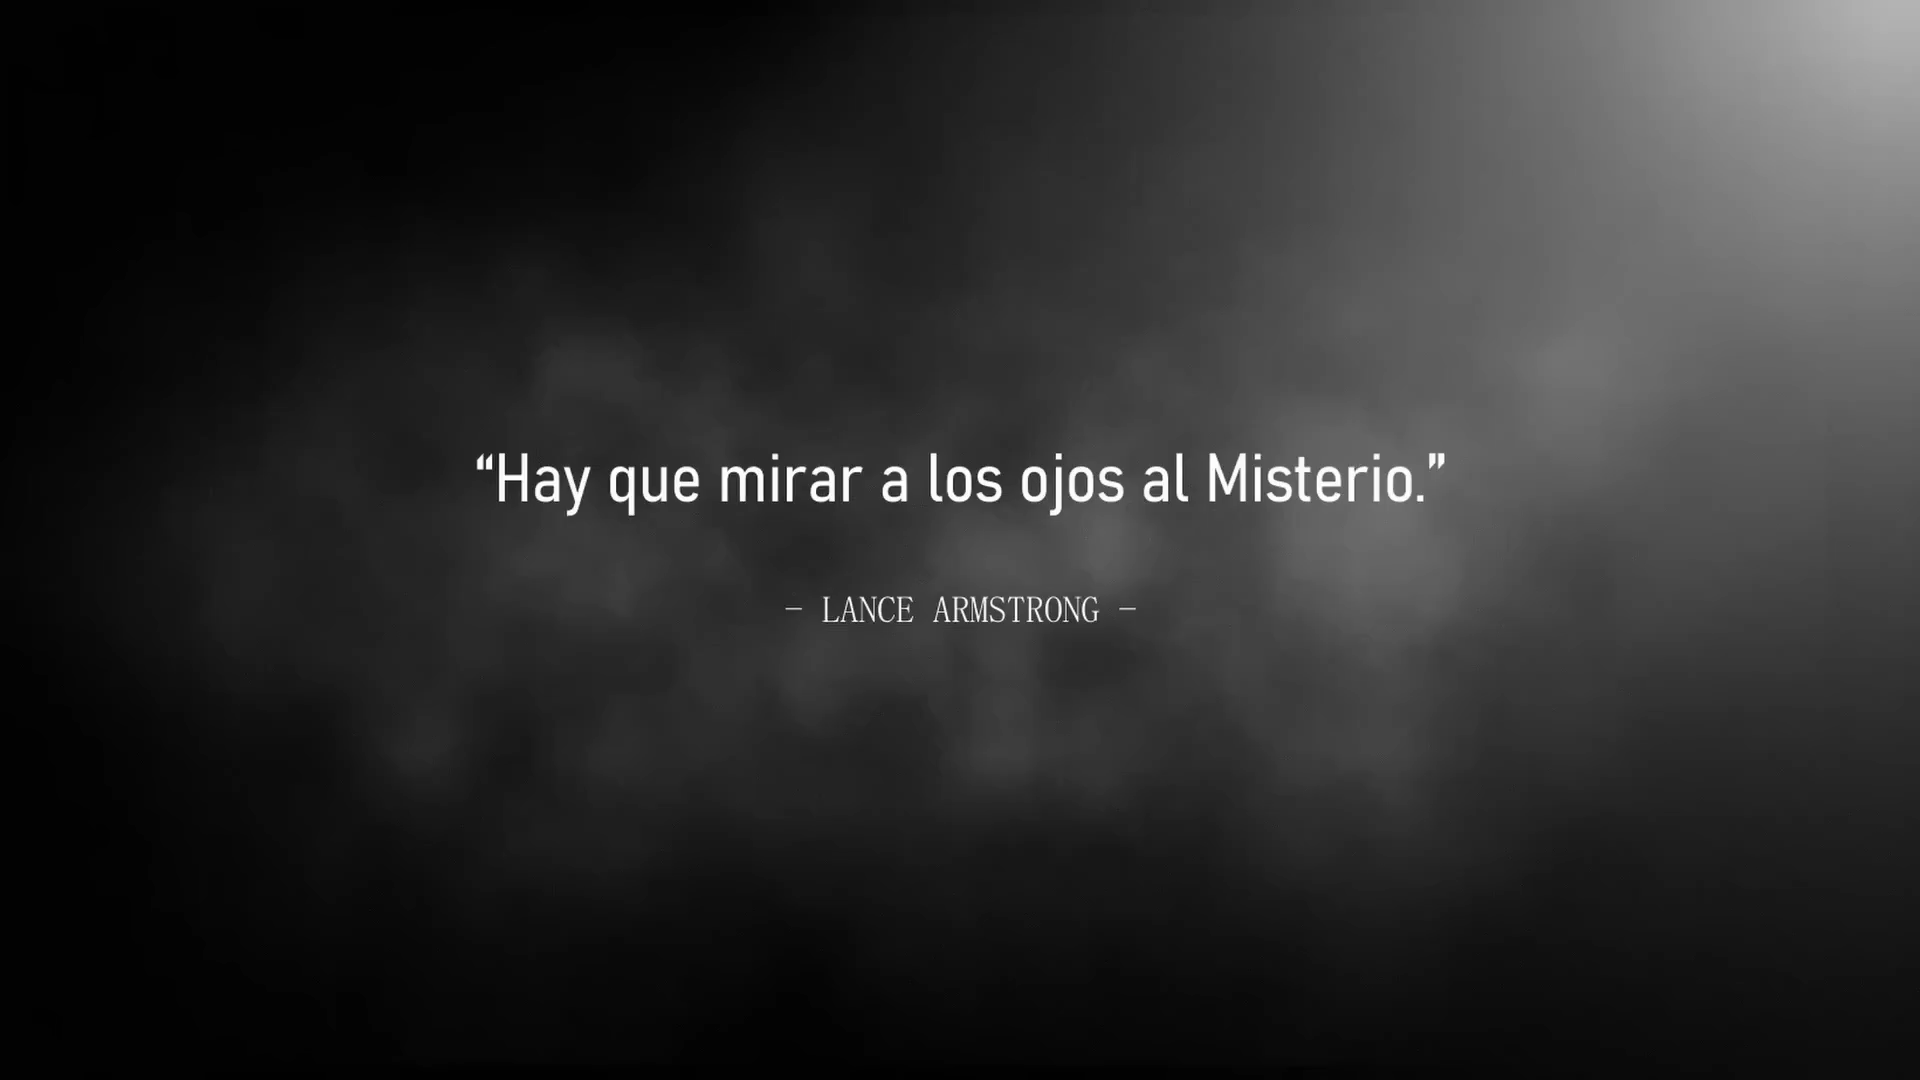 “Hay que mirar a los ojos al Misterio.”
– LANCE ARMSTRONG –